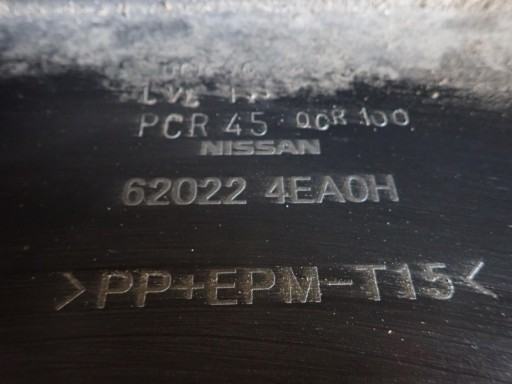 PCR 45 OCR 100
NISSAN
62022 4EA0H
>PP+EPM-T15<